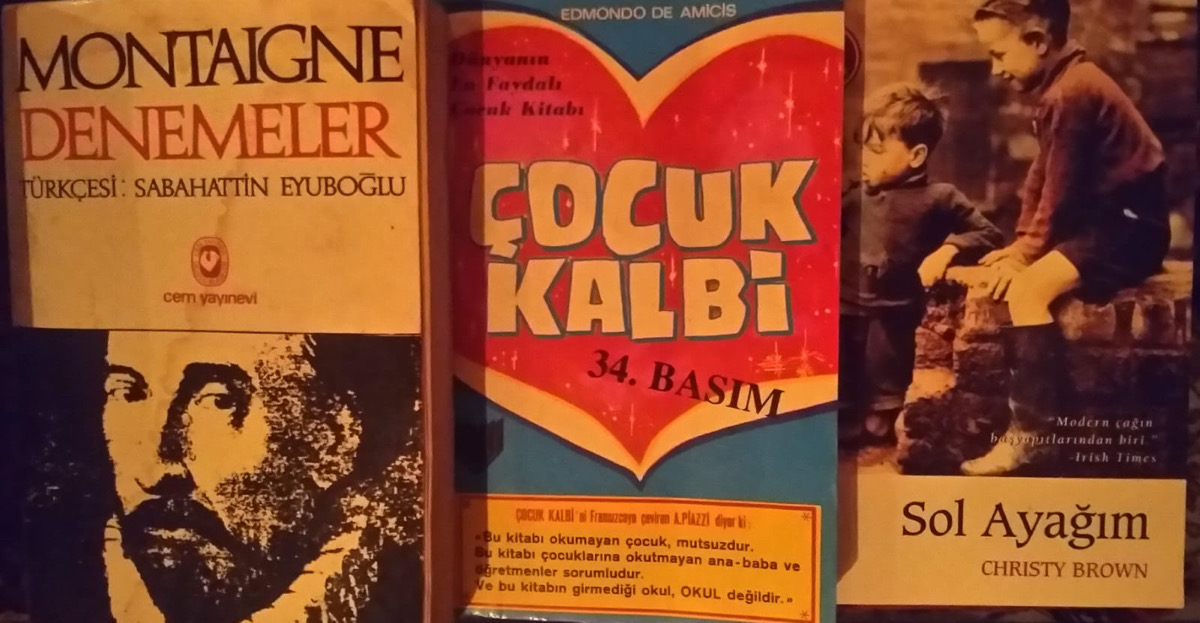 MONTAIGNE
DENEMELER
TÜRKÇESİ: SABAHATTİN EYUBOĞLU
cem yayınevi
EDMONDO DE AMİCİS
Dünyanın
En Faydalı
Çocuk Kitabı
ÇOCUK
KALBİ
34. BASIM
ÇOCUK KALBİ'ni Fransızcaya çeviren A.PİAZZİ diyor ki:
«Bu kitabı okumayan çocuk, mutsuzdur.
Bu kitabı çocuklarına okutmayan ana-baba ve
öğretmenler sorumludur.
Ve bu kitabın girmediği okul, OKUL değildir.»
"Modern çağın
başyapıtlarından biri."
-Irish Times
Sol Ayağım
CHRISTY BROWN